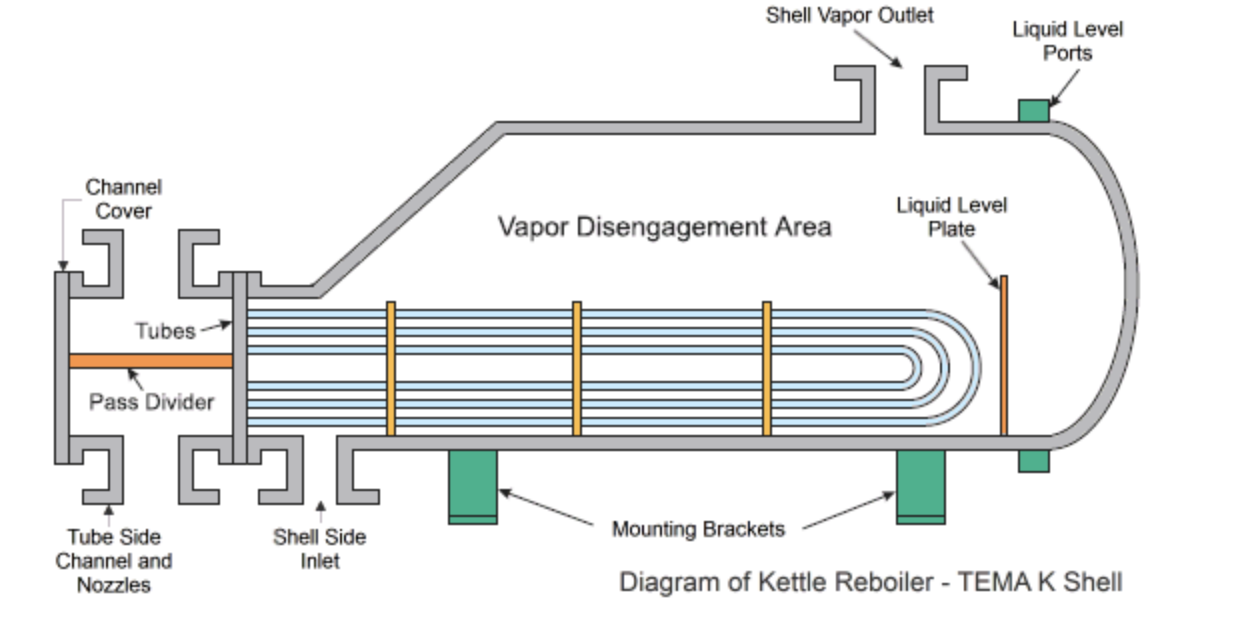 Shell Vapor Outlet
Liquid Level
Ports
Channel
Cover
Liquid Level
Plate
Vapor Disengagement Area
Tubes
Pass Divider
Tube Side
Channel and
Nozzles
Shell Side
Inlet
Mounting Brackets
Diagram of Kettle Reboiler - TEMA K Shell